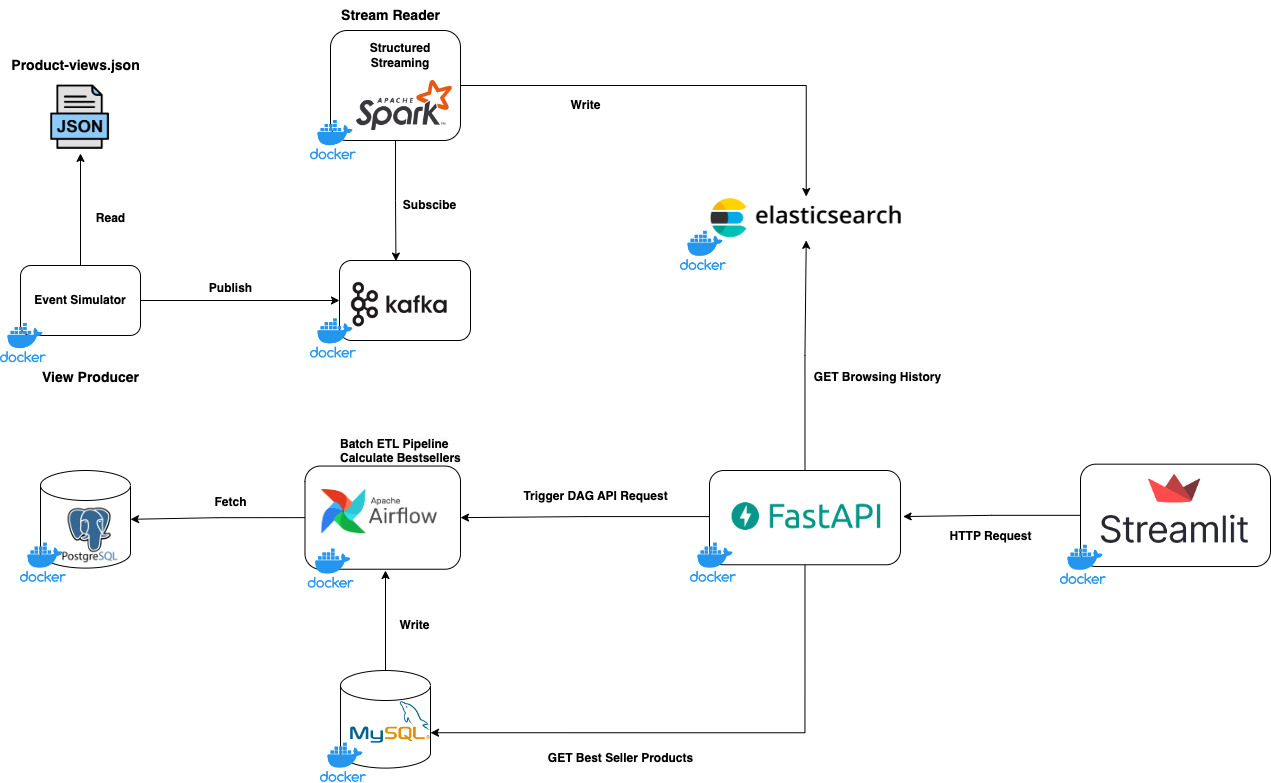 Stream Reader
Structured
Streaming
APACHE
Spark
TM
docker
Write
Product-views.json
JSON
Read
Subscibe
elasticsearch
docker
Event Simulator
Publish
kafka
docker
docker
View Producer
GET Browsing History
Batch ETL Pipeline
Calculate Bestsellers
Fetch
Apache
Airflow
Trigger DAG API Request
FastAPI
HTTP Request
Streamlit
PostgreSQL
docker
docker
docker
docker
Write
MySQL
docker
GET Best Seller Products